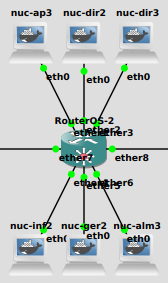 nuc-ap3 nuc-dir2 nuc-dir3
eth0 eth0 eth0
RouterOS-2
ether2
ether3
ether7 ether8
ether6
nuc-inf2 nuc-ger2 nuc-alm3
eth0 eth0 eth0